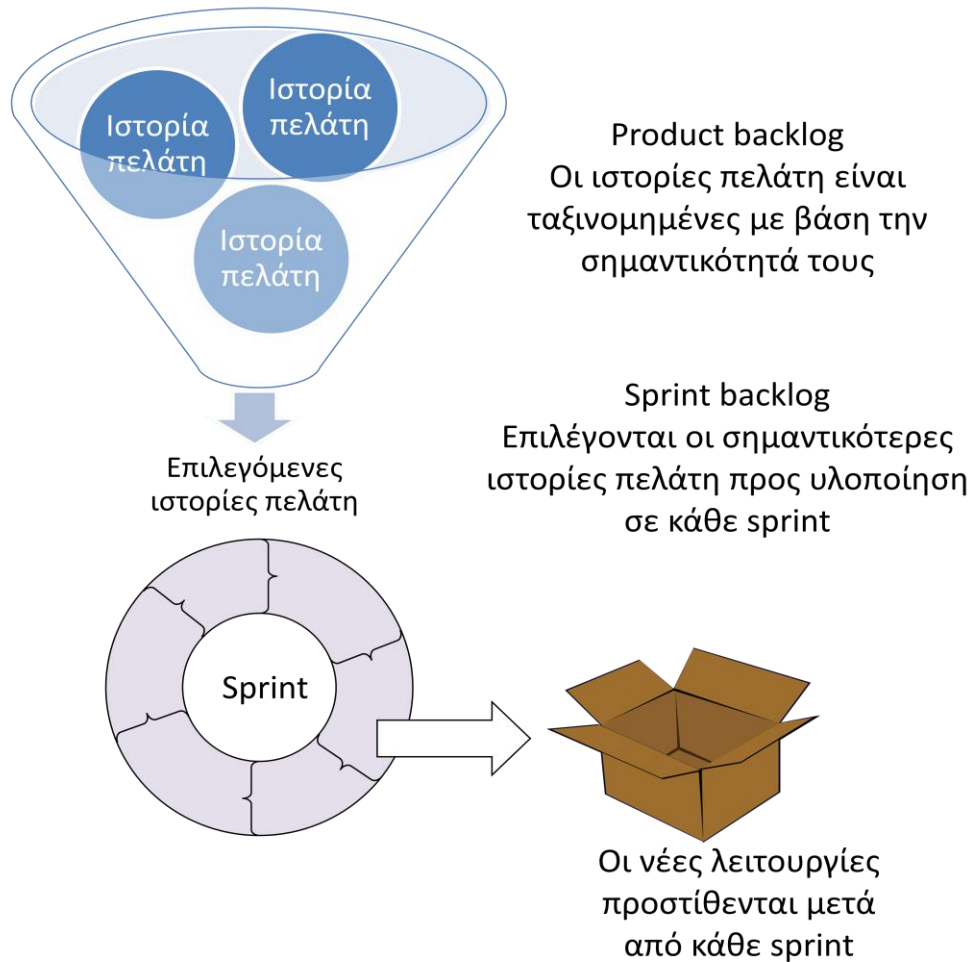 Ιστορία
πελάτη
Ιστορία
πελάτη
Ιστορία
πελάτη
Product backlog
Οι ιστορίες πελάτη είναι
ταξινομημένες με βάση την
σημαντικότητά τους
Επιλεγόμενες
ιστορίες πελάτη
Sprint backlog
Επιλέγονται οι σημαντικότερες
ιστορίες πελάτη προς υλοποίηση
σε κάθε sprint
Sprint
Οι νέες λειτουργίες
προστίθενται μετά
από κάθε sprint